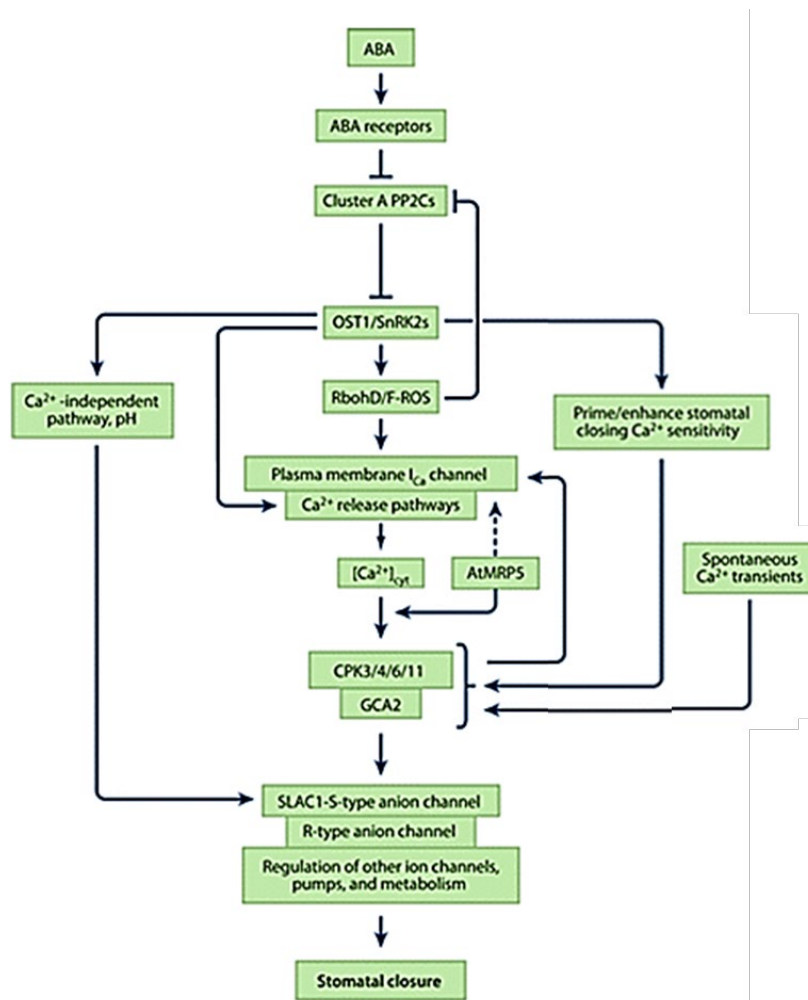 ABA
ABA receptors
Cluster A PP2Cs
OST1/SnRK2s
Ca²⁺ -independent
pathway, pH
RbohD/F-ROS
Prime/enhance stomatal
closing Ca²⁺ sensitivity
Plasma membrane I_Ca channel
Ca²⁺ release pathways
[Ca²⁺]_cyt
AtMRP5
Spontaneous
Ca²⁺ transients
CPK3/4/6/11
GCA2
SLAC1-S-type anion channel
R-type anion channel
Regulation of other ion channels,
pumps, and metabolism
Stomatal closure